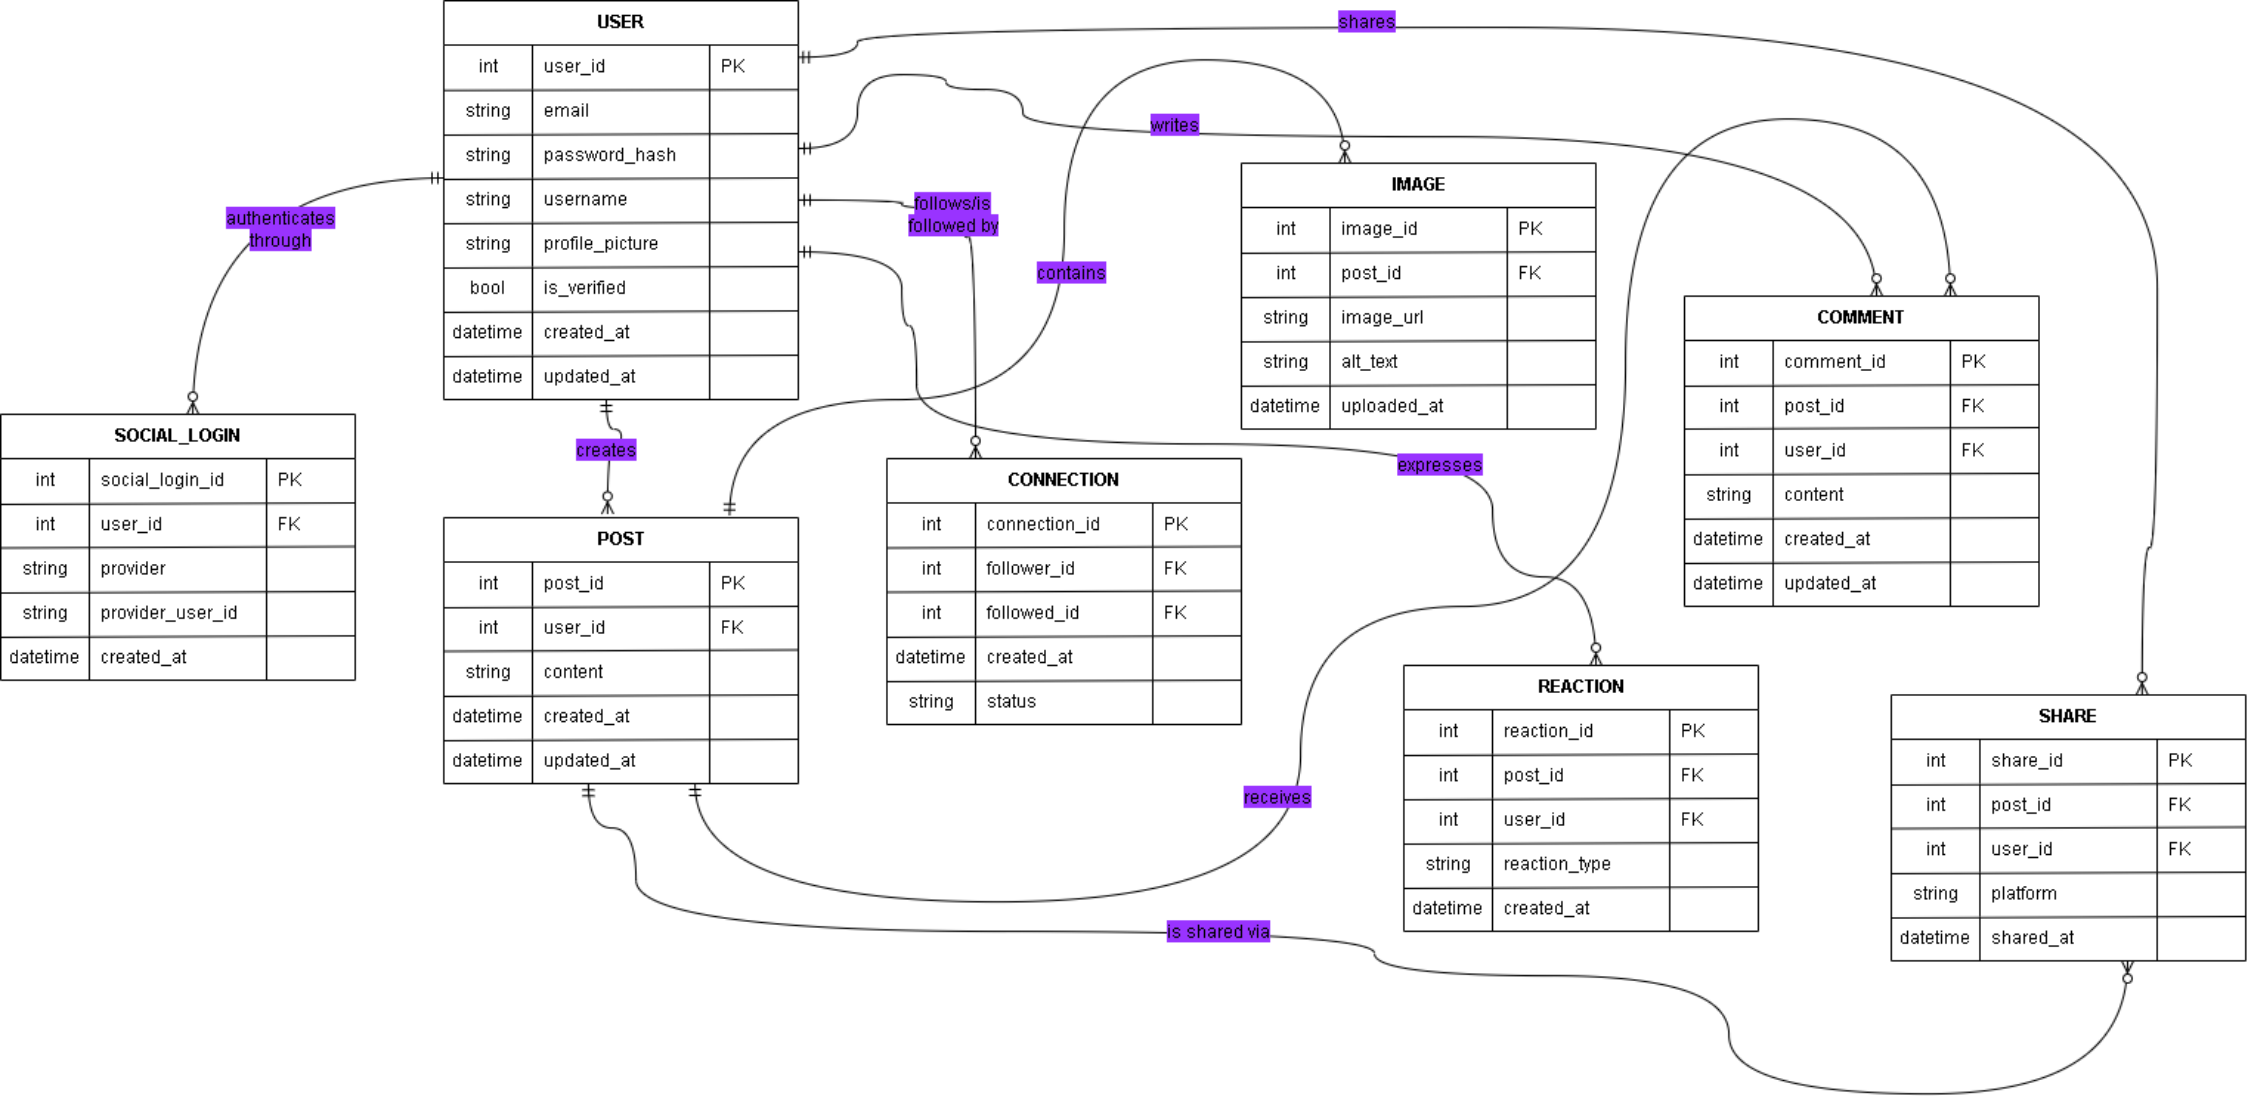 USER
int user_id PK
string email
string password_hash
string username
string profile_picture
bool is_verified
datetime created_at
datetime updated_at
shares
writes
authenticates
through
follows/is
followed by
contains
creates
expresses
receives
is shared via
IMAGE
int image_id PK
int post_id FK
string image_url
string alt_text
datetime uploaded_at
COMMENT
int comment_id PK
int post_id FK
int user_id FK
string content
datetime created_at
datetime updated_at
SOCIAL_LOGIN
int social_login_id PK
int user_id FK
string provider
string provider_user_id
datetime created_at
POST
int post_id PK
int user_id FK
string content
datetime created_at
datetime updated_at
CONNECTION
int connection_id PK
int follower_id FK
int followed_id FK
datetime created_at
string status
REACTION
int reaction_id PK
int post_id FK
int user_id FK
string reaction_type
datetime created_at
SHARE
int share_id PK
int post_id FK
int user_id FK
string platform
datetime shared_at